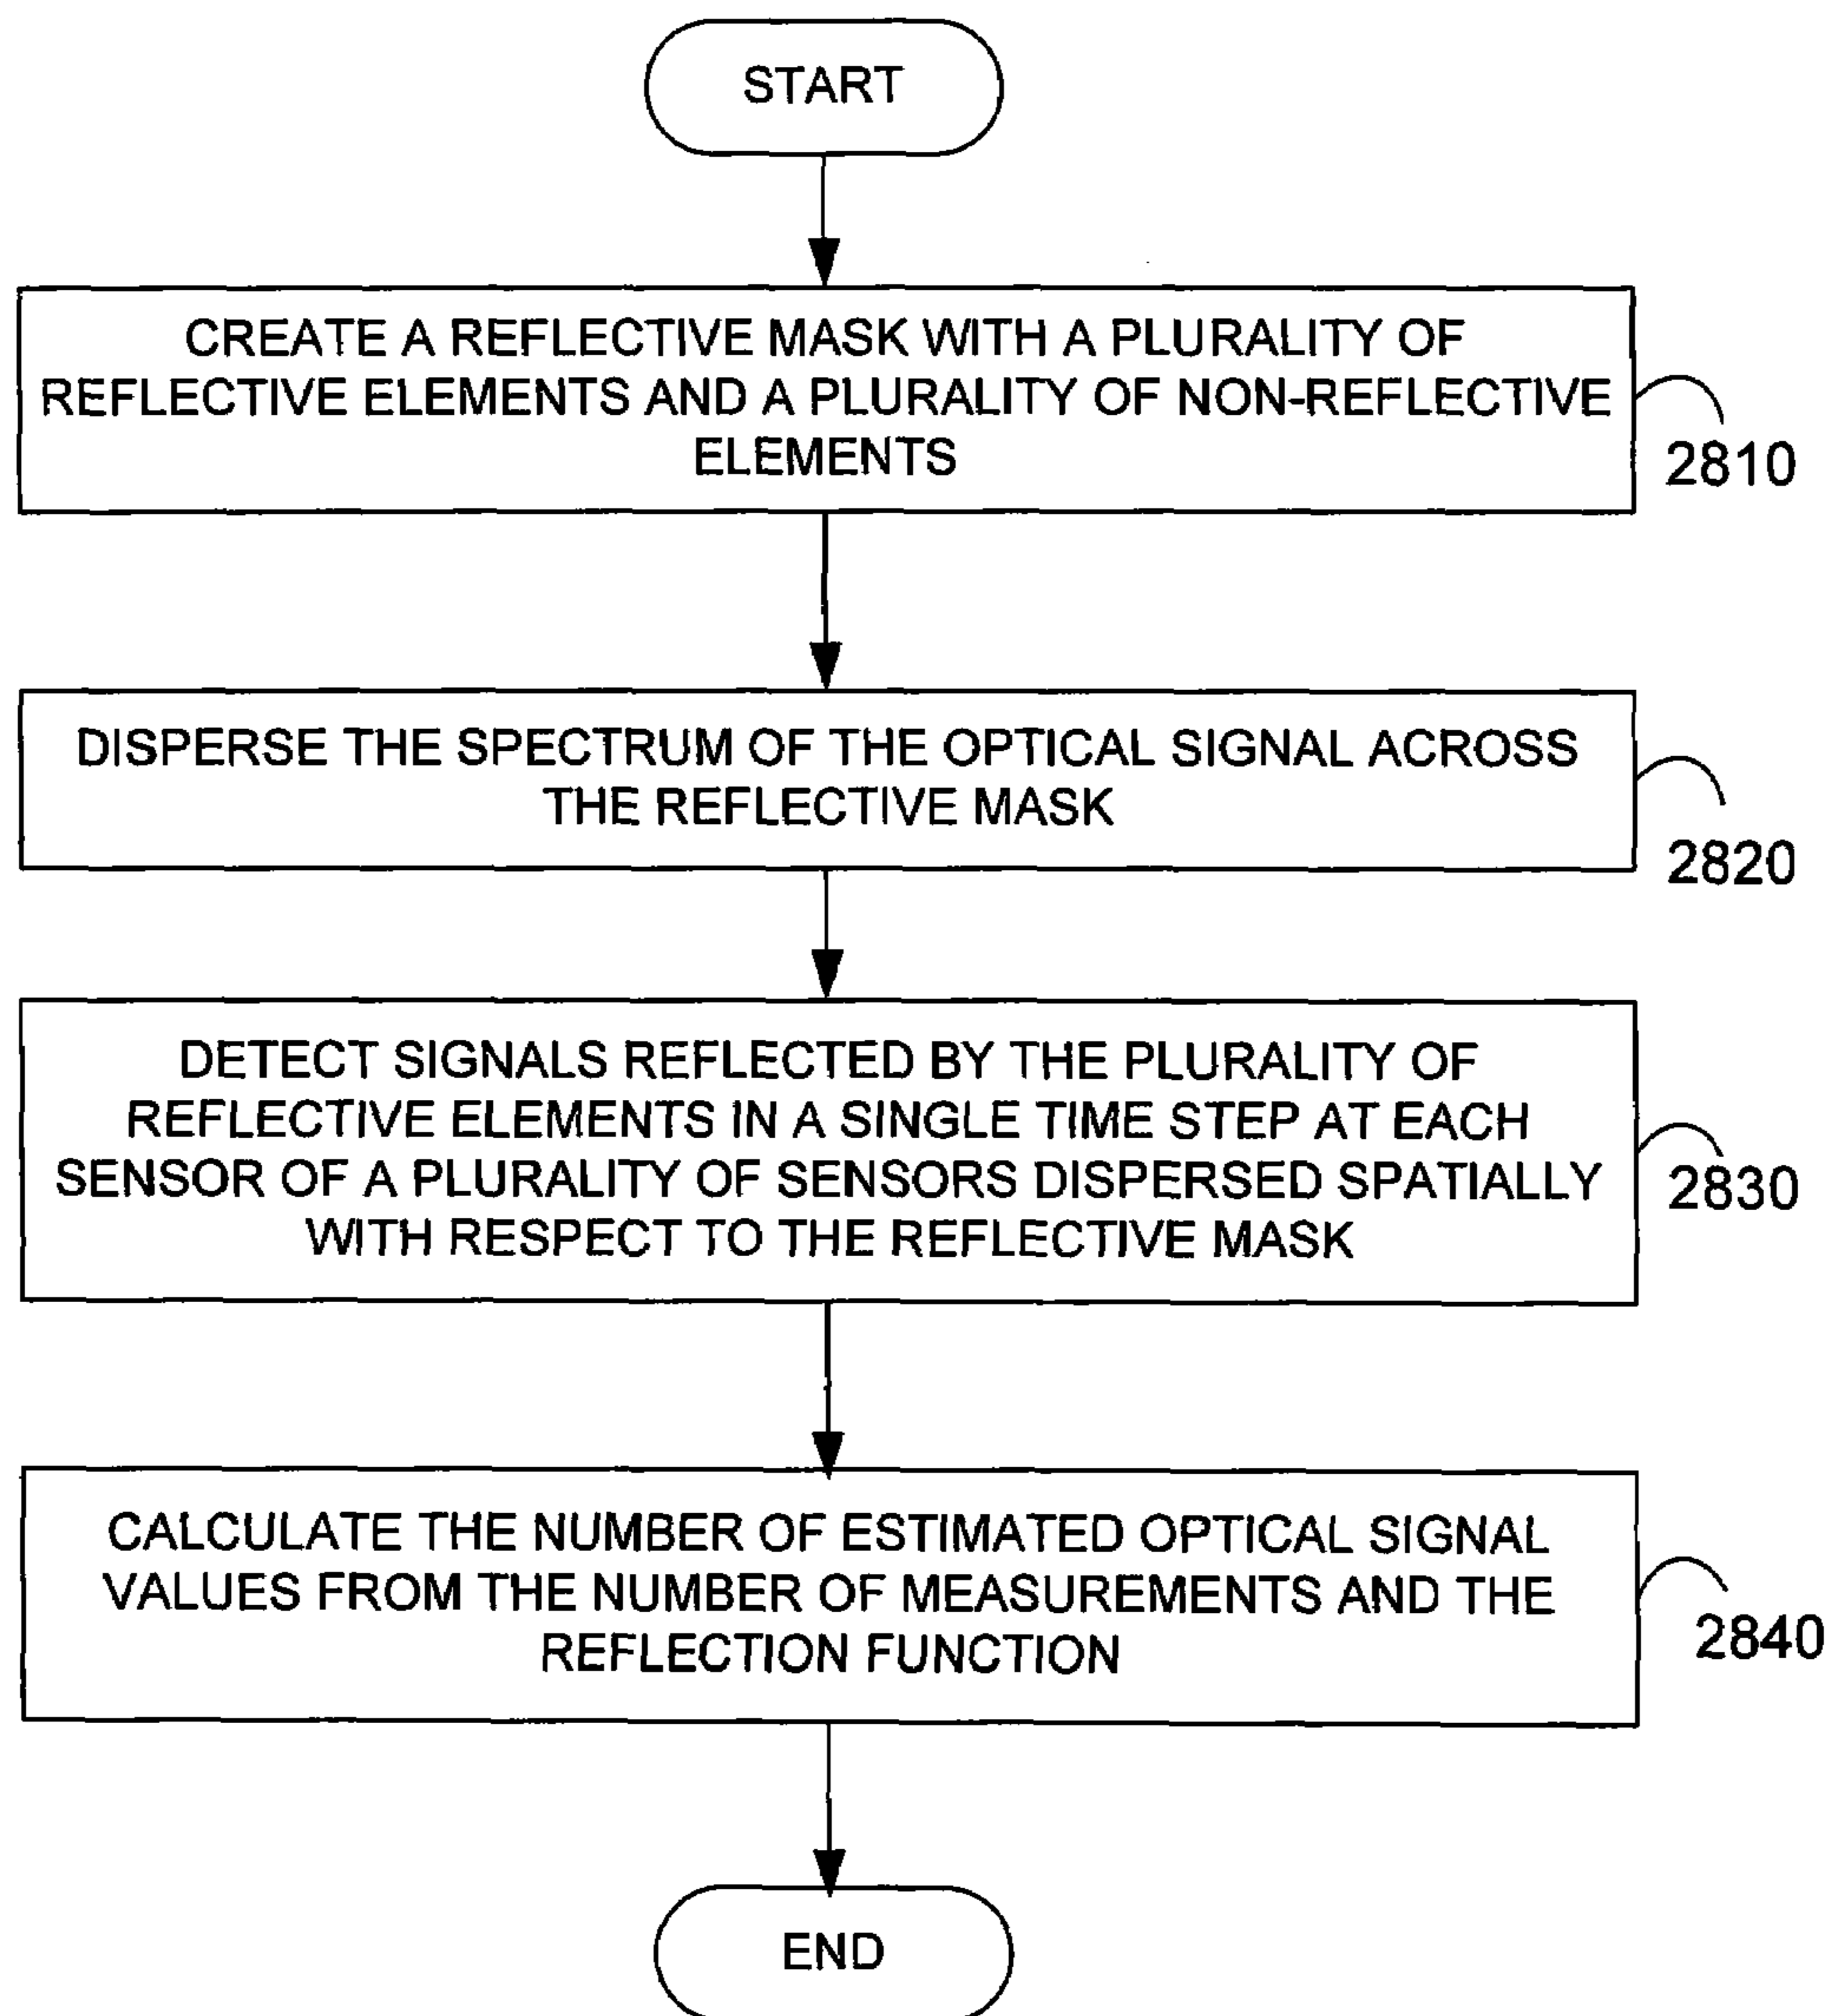 START
CREATE A REFLECTIVE MASK WITH A PLURALITY OF
REFLECTIVE ELEMENTS AND A PLURALITY OF NON-REFLECTIVE
ELEMENTS
2810
DISPERSE THE SPECTRUM OF THE OPTICAL SIGNAL ACROSS
THE REFLECTIVE MASK
2820
DETECT SIGNALS REFLECTED BY THE PLURALITY OF
REFLECTIVE ELEMENTS IN A SINGLE TIME STEP AT EACH
SENSOR OF A PLURALITY OF SENSORS DISPERSED SPATIALLY
WITH RESPECT TO THE REFLECTIVE MASK
2830
CALCULATE THE NUMBER OF ESTIMATED OPTICAL SIGNAL
VALUES FROM THE NUMBER OF MEASUREMENTS AND THE
REFLECTION FUNCTION
2840
END